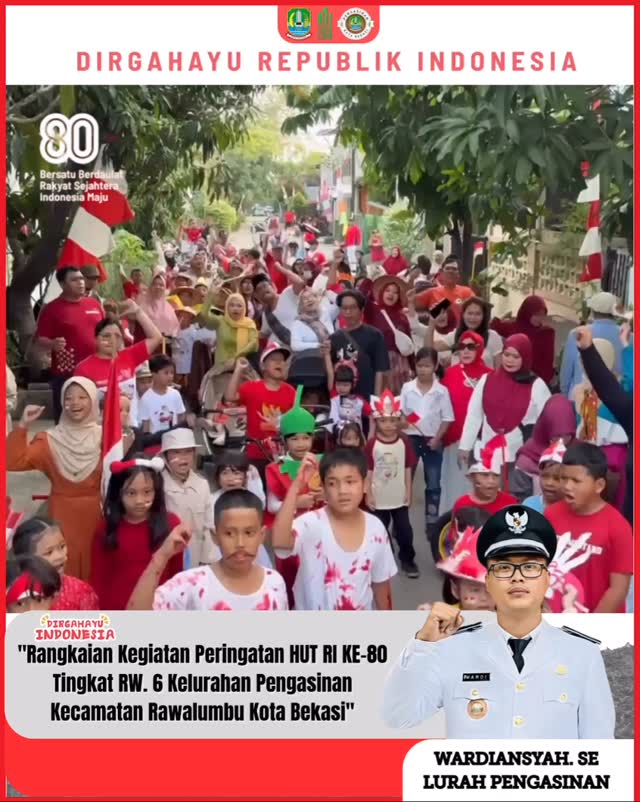 DIRGAHAYU REPUBLIK INDONESIA
80
Bersatu Berdaulat
Rakyat Sejahtera
Indonesia Maju
DIRGAHAYU
INDONESIA
"Rangkaian Kegiatan Peringatan HUT RI KE-80
Tingkat RW. 6 Kelurahan Pengasinan
Kecamatan Rawalumbu Kota Bekasi"
WARDI
WARDIANSYAH. SE
LURAH PENGASINAN